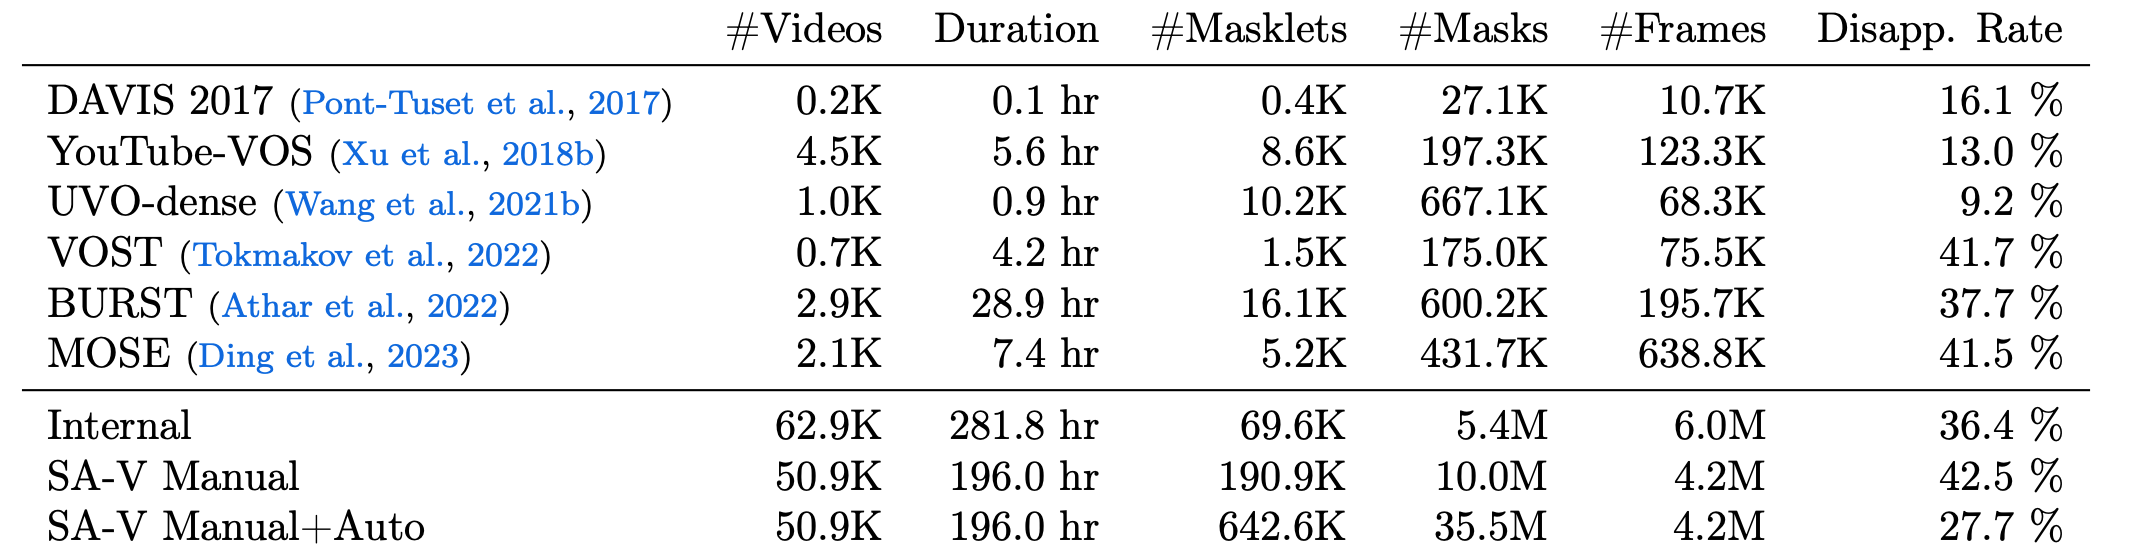 #Videos Duration #Masklets #Masks #Frames Disapp. Rate
DAVIS 2017 (Pont-Tuset et al., 2017) 0.2K 0.1 hr 0.4K 27.1K 10.7K 16.1 %
YouTube-VOS (Xu et al., 2018b) 4.5K 5.6 hr 8.6K 197.3K 123.3K 13.0 %
UVO-dense (Wang et al., 2021b) 1.0K 0.9 hr 10.2K 667.1K 68.3K 9.2 %
VOST (Tokmakov et al., 2022) 0.7K 4.2 hr 1.5K 175.0K 75.5K 41.7 %
BURST (Athar et al., 2022) 2.9K 28.9 hr 16.1K 600.2K 195.7K 37.7 %
MOSE (Ding et al., 2023) 2.1K 7.4 hr 5.2K 431.7K 638.8K 41.5 %
Internal 62.9K 281.8 hr 69.6K 5.4M 6.0M 36.4 %
SA-V Manual 50.9K 196.0 hr 190.9K 10.0M 4.2M 42.5 %
SA-V Manual+Auto 50.9K 196.0 hr 642.6K 35.5M 4.2M 27.7 %